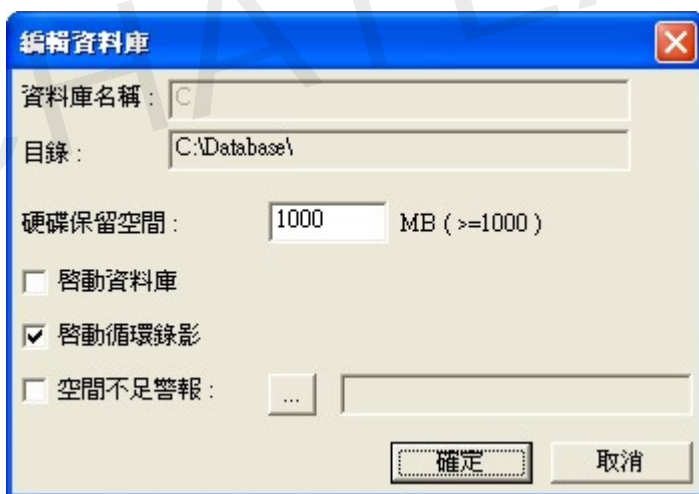 編輯資料庫
資料庫名稱 : C
目錄 : C:\Database\
硬碟保留空間 : 1000 MB ( >=1000 )
啓動資料庫
啓動循環錄影
空間不足警報 : ...
確定 取消